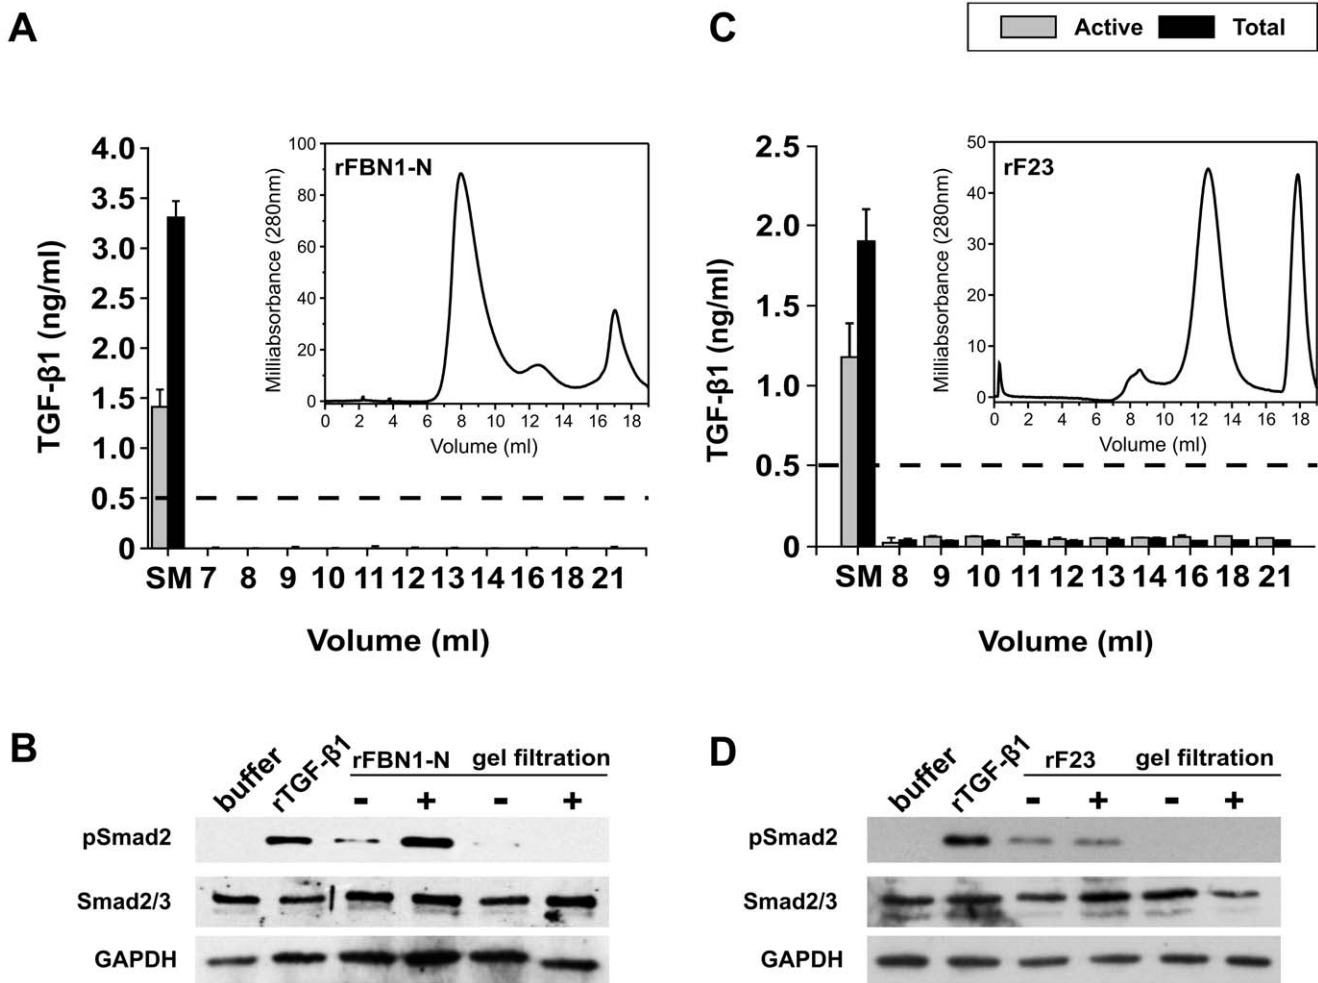 A
4.0
3.5
3.0
2.5
2.0
1.5
1.0
0.5
0
TGF-β1 (ng/ml)
SM 7 8 9 10 11 12 13 14 16 18 21
Volume (ml)
rFBN1-N
100
80
60
40
20
0
Milliabsorbance (280nm)
0 2 4 6 8 10 12 14 16 18
Volume (ml)
C
Active Total
2.5
2.0
1.5
1.0
0.5
0
TGF-β1 (ng/ml)
SM 8 9 10 11 12 13 14 16 18 21
Volume (ml)
rF23
50
40
30
20
10
0
Milliabsorbance (280nm)
0 2 4 6 8 10 12 14 16 18
Volume (ml)
B
buffer rTGF-β1 rFBN1-N gel filtration
- + - +
pSmad2
Smad2/3
GAPDH
D
buffer rTGF-β1 rF23 gel filtration
- + - +
pSmad2
Smad2/3
GAPDH